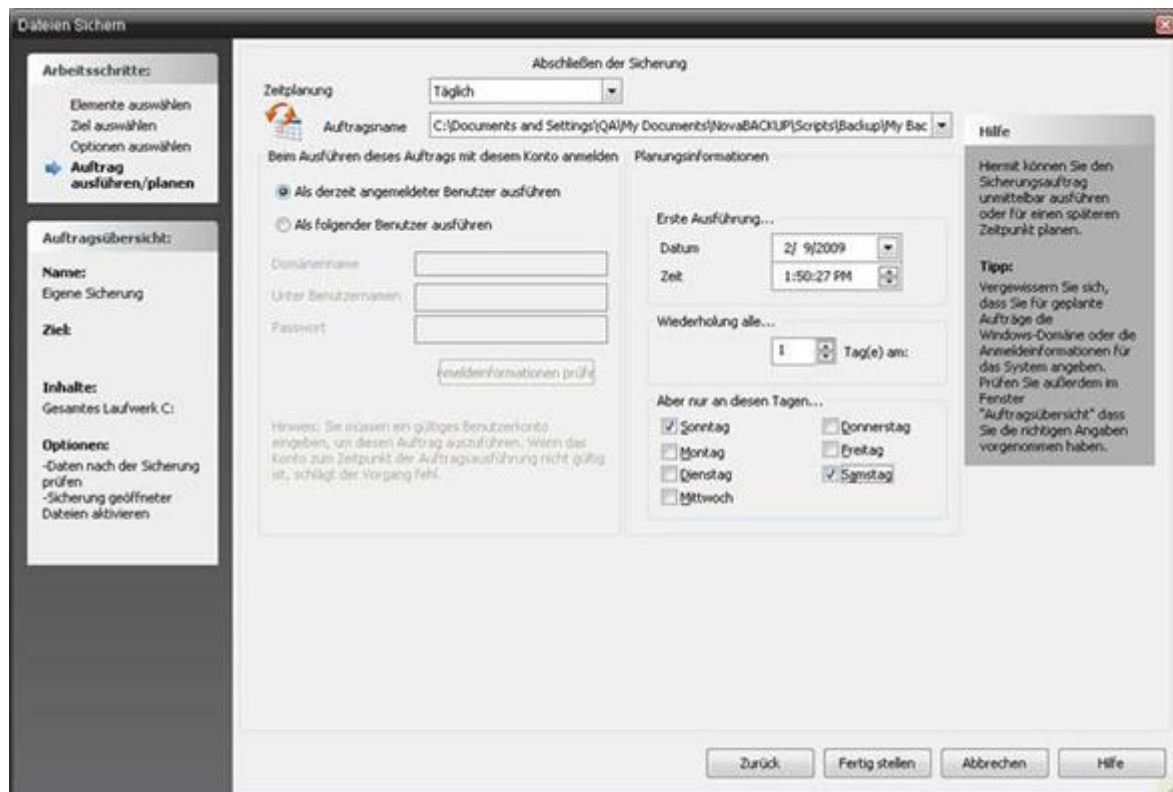 Dateien Sichern
Arbeitsschritte:
Elemente auswählen
Ziel auswählen
Optionen auswählen
Auftrag
ausführen/planen
Auftragsübersicht:
Name:
Eigene Sicherung
Ziel:
Inhalte:
Gesamtes Laufwerk C:
Optionen:
-Daten nach der Sicherung
prüfen
-Sicherung geöffneter
Dateien aktivieren
Abschließen der Sicherung
Zeitplanung
Täglich
Auftragsname
C:\Documents and Settings\QA\My Documents\NovaBACKUP\Scripts\Backup\My Bac
Beim Ausführen dieses Auftrags mit diesem Konto anmelden
Als derzeit angemeldeter Benutzer ausführen
Als folgender Benutzer ausführen
Domänenname
Unter Benutzernamen
Passwort
nmeldeinformationen prüfe
Hinweis: Sie müssen ein gültiges Benutzerkonto
eingeben, um diesen Auftrag auszuführen. Wenn das
Konto zum Zeitpunkt der Auftragsausführung nicht gültig
ist, schlägt der Vorgang fehl.
Planungsinformationen
Erste Ausführung...
Datum
2/ 9/2009
Zeit
1:50:27 PM
Wiederholung alle...
1 Tag(e) am:
Aber nur an diesen Tagen...
Sonntag
Montag
Dienstag
Mittwoch
Donnerstag
Freitag
Samstag
Hilfe
Hiermit können Sie den
Sicherungsauftrag
unmittelbar ausführen
oder für einen späteren
Zeitpunkt planen.
Tipp:
Vergewissern Sie sich,
dass Sie für geplante
Aufträge die
Windows-Domäne oder die
Anmeldeinformationen für
das System angeben.
Prüfen Sie außerdem im
Fenster
"Auftragsübersicht" dass
Sie die richtigen Angaben
vorgenommen haben.
Zurück
Fertig stellen
Abbrechen
Hilfe